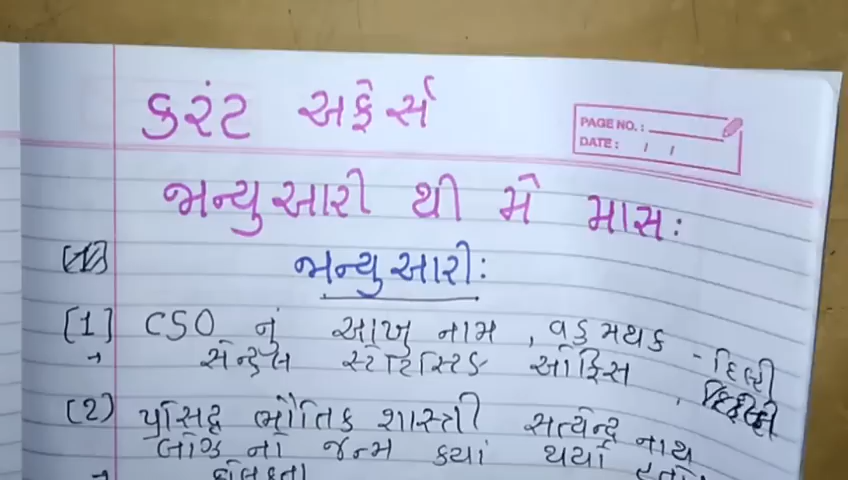 કરંટ અફેર્સ
PAGE NO. :
DATE : / /
જાન્યુઆરી થી મે માસ:
જાન્યુઆરી:
[1] CSO નું આખુ નામ , વડુ મથક - દિલ્હી
→ સેન્ટ્રલ સ્ટેટિસ્ટિક ઓફિસ
(2) પ્રસિદ્ધ ભૌતિક શાસ્ત્રી સત્યેન્દ્ર નાથ
બોઝ નો જન્મ કયાં થયો હતો
→ કોલકતા